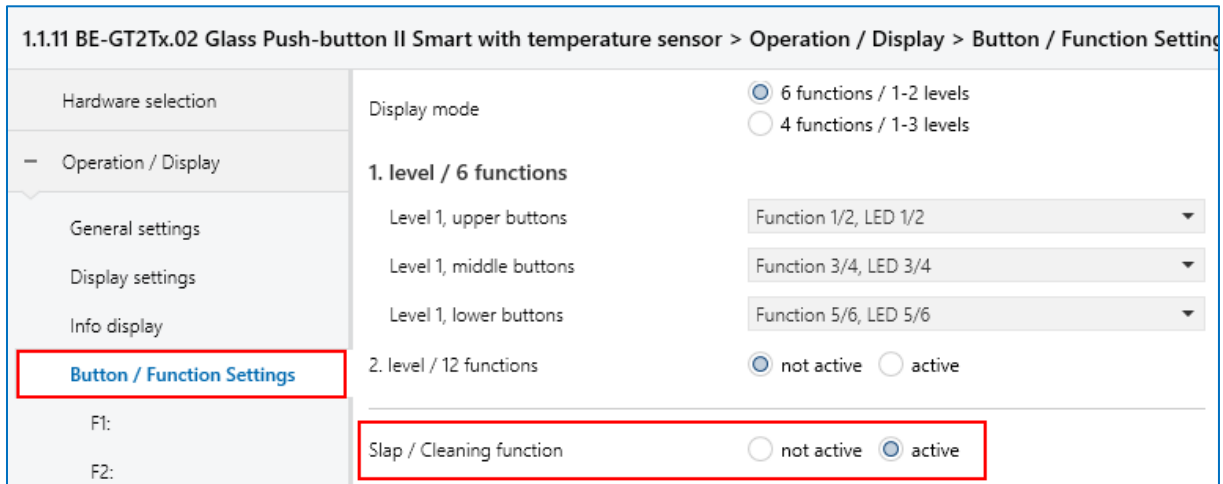 1.1.11 BE-GT2Tx.02 Glass Push-button II Smart with temperature sensor > Operation / Display > Button / Function Setting
Hardware selection
– Operation / Display
General settings
Display settings
Info display
Button / Function Settings
F1:
F2:
Display mode
6 functions / 1-2 levels
4 functions / 1-3 levels
1. level / 6 functions
Level 1, upper buttons Function 1/2, LED 1/2
Level 1, middle buttons Function 3/4, LED 3/4
Level 1, lower buttons Function 5/6, LED 5/6
2. level / 12 functions not active active
Slap / Cleaning function not active active